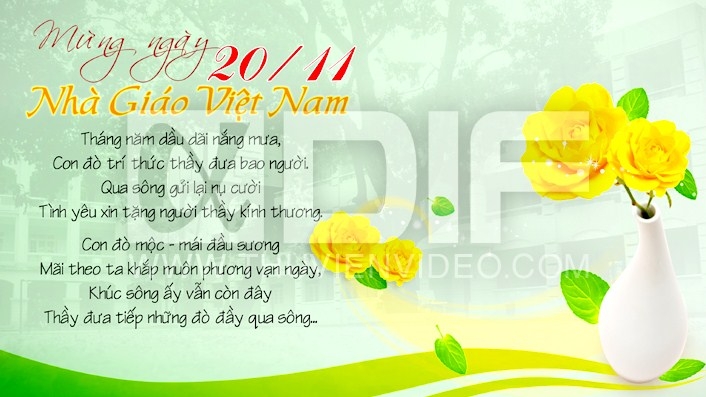 Mừng ngày
20/11
Nhà Giáo Việt Nam
Tháng năm dầu dãi nắng mưa,
Con đò trí thức thầy đưa bao người.
Qua sông gửi lại nụ cười
Tình yêu xin tặng người thầy kính thương.
Con đò mộc - mái đầu sương
Mãi theo ta khắp muôn phương vạn ngày,
Khúc sông ấy vẫn còn đây
Thầy đưa tiếp những đò đầy qua sông...
DIF
WWW.THUVIENVIDEO.COM